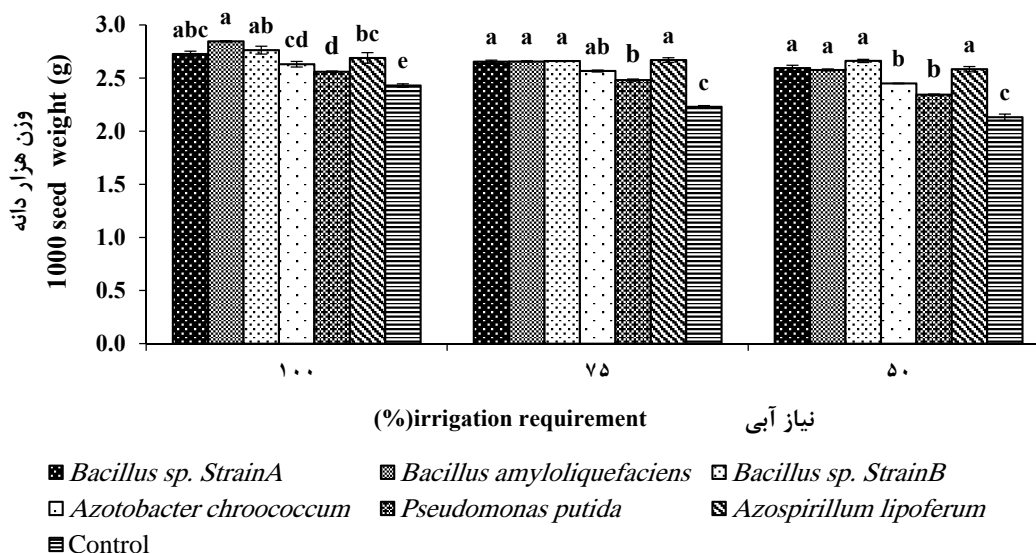 وزن هزار دانه
1000 seed weight (g)
3.0
2.5
2.0
1.5
1.0
0.5
0.0
abc a ab cd d bc e
a a a ab b a c
a a a b b a c
۱۰۰ ۷۵ ۵۰
(%)irrigation requirement نیاز آبی
Bacillus sp. StrainA Bacillus amyloliquefaciens Bacillus sp. StrainB
Azotobacter chroococcum Pseudomonas putida Azospirillum lipoferum
Control